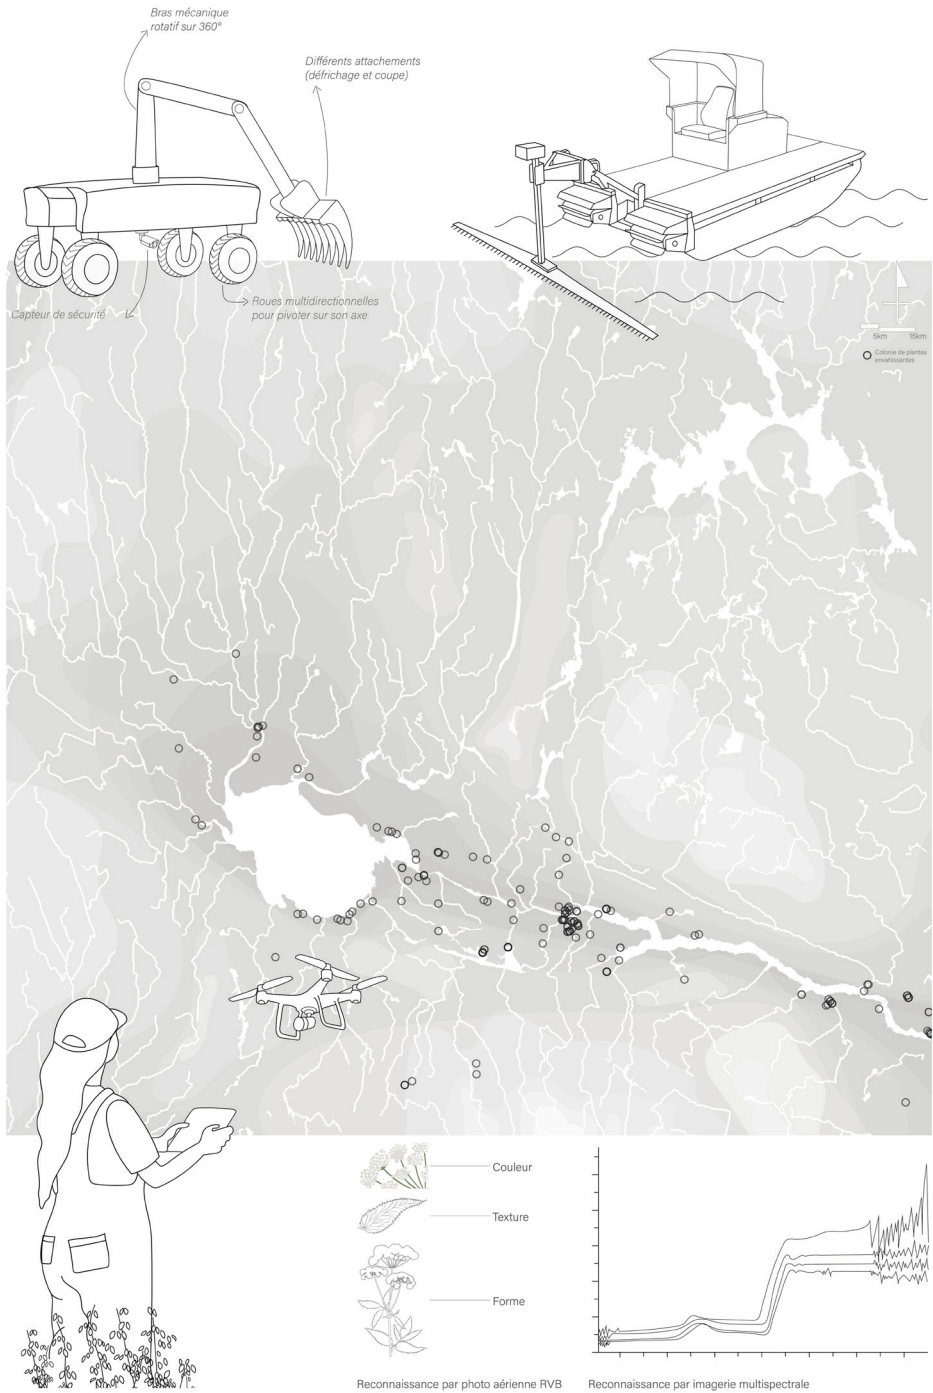 Bras mécanique
rotatif sur 360°
Différents attachements
(défrichage et coupe)
Capteur de sécurité
Roues multidirectionnelles
pour pivoter sur son axe
5km 15km
Colonie de plantes
envahissantes
Couleur
Texture
Forme
Reconnaissance par photo aérienne RVB
Reconnaissance par imagerie multispectrale